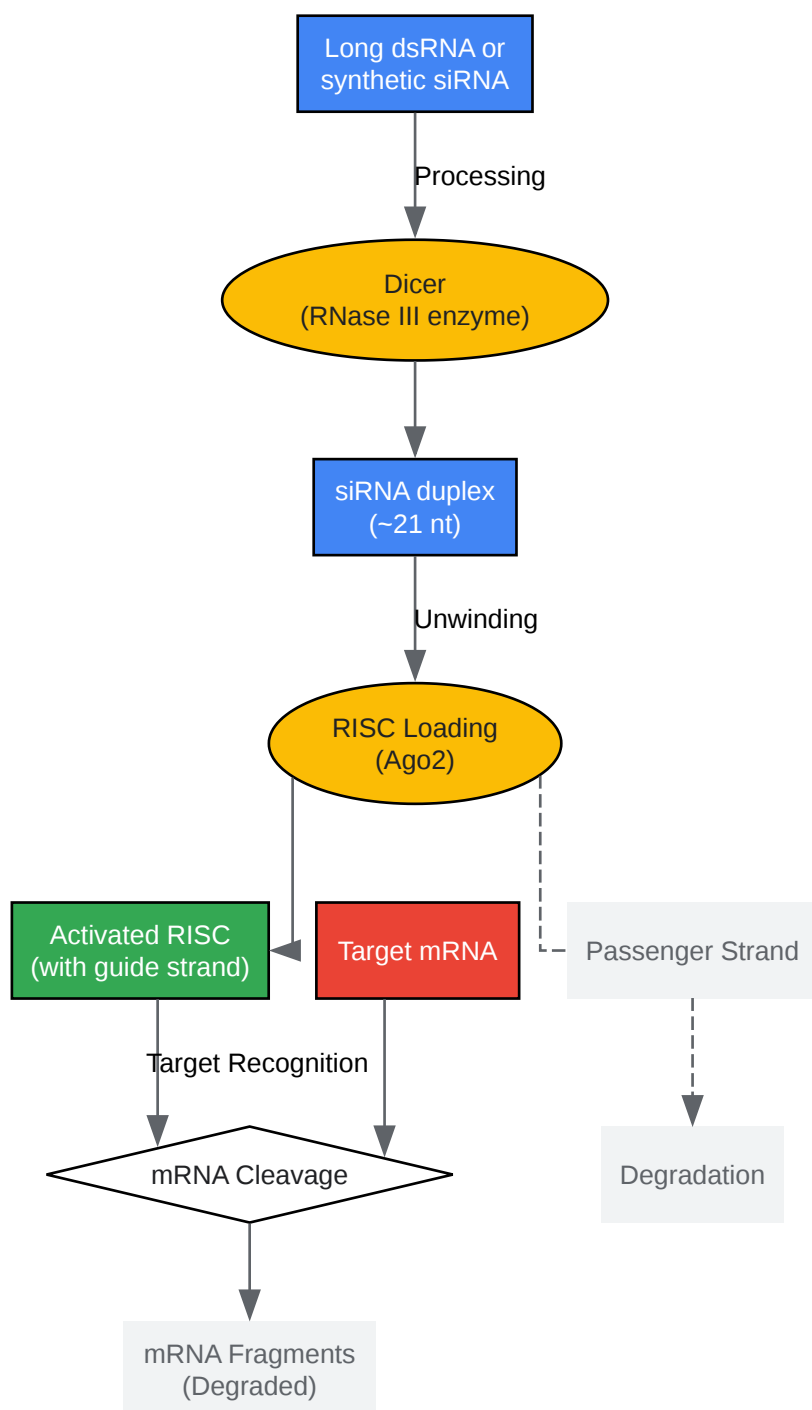 Long dsRNA or
synthetic siRNA
Processing
Dicer
(RNase III enzyme)
siRNA duplex
(~21 nt)
Unwinding
RISC Loading
(Ago2)
Activated RISC
(with guide strand)
Target mRNA
Passenger Strand
Target Recognition
mRNA Cleavage
Degradation
mRNA Fragments
(Degraded)